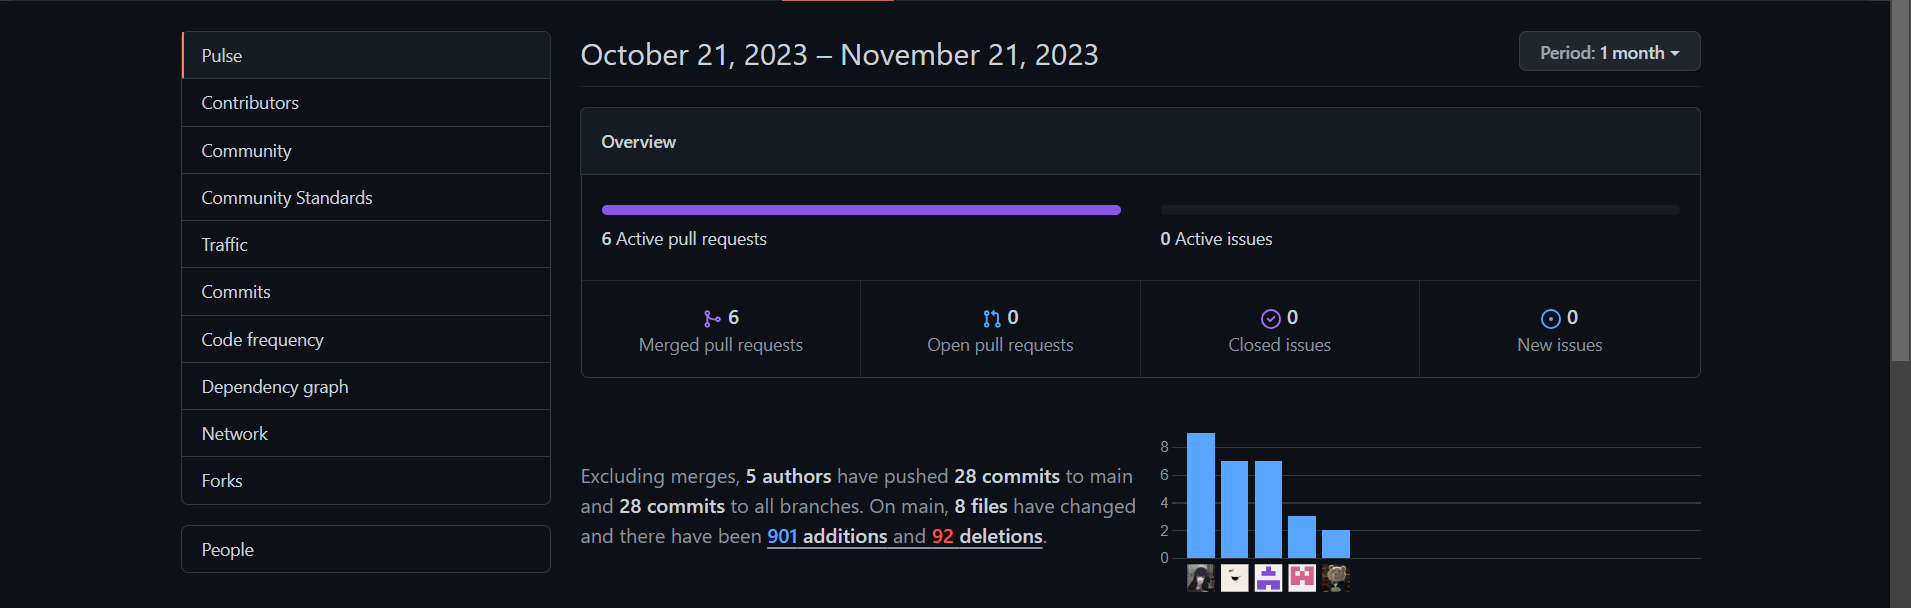 Pulse
Contributors
Community
Community Standards
Traffic
Commits
Code frequency
Dependency graph
Network
Forks
People
October 21, 2023 – November 21, 2023
Period: 1 month
Overview
6 Active pull requests
0 Active issues
6
Merged pull requests
0
Open pull requests
0
Closed issues
0
New issues
Excluding merges, 5 authors have pushed 28 commits to main
and 28 commits to all branches. On main, 8 files have changed
and there have been 901 additions and 92 deletions.
8
6
4
2
0